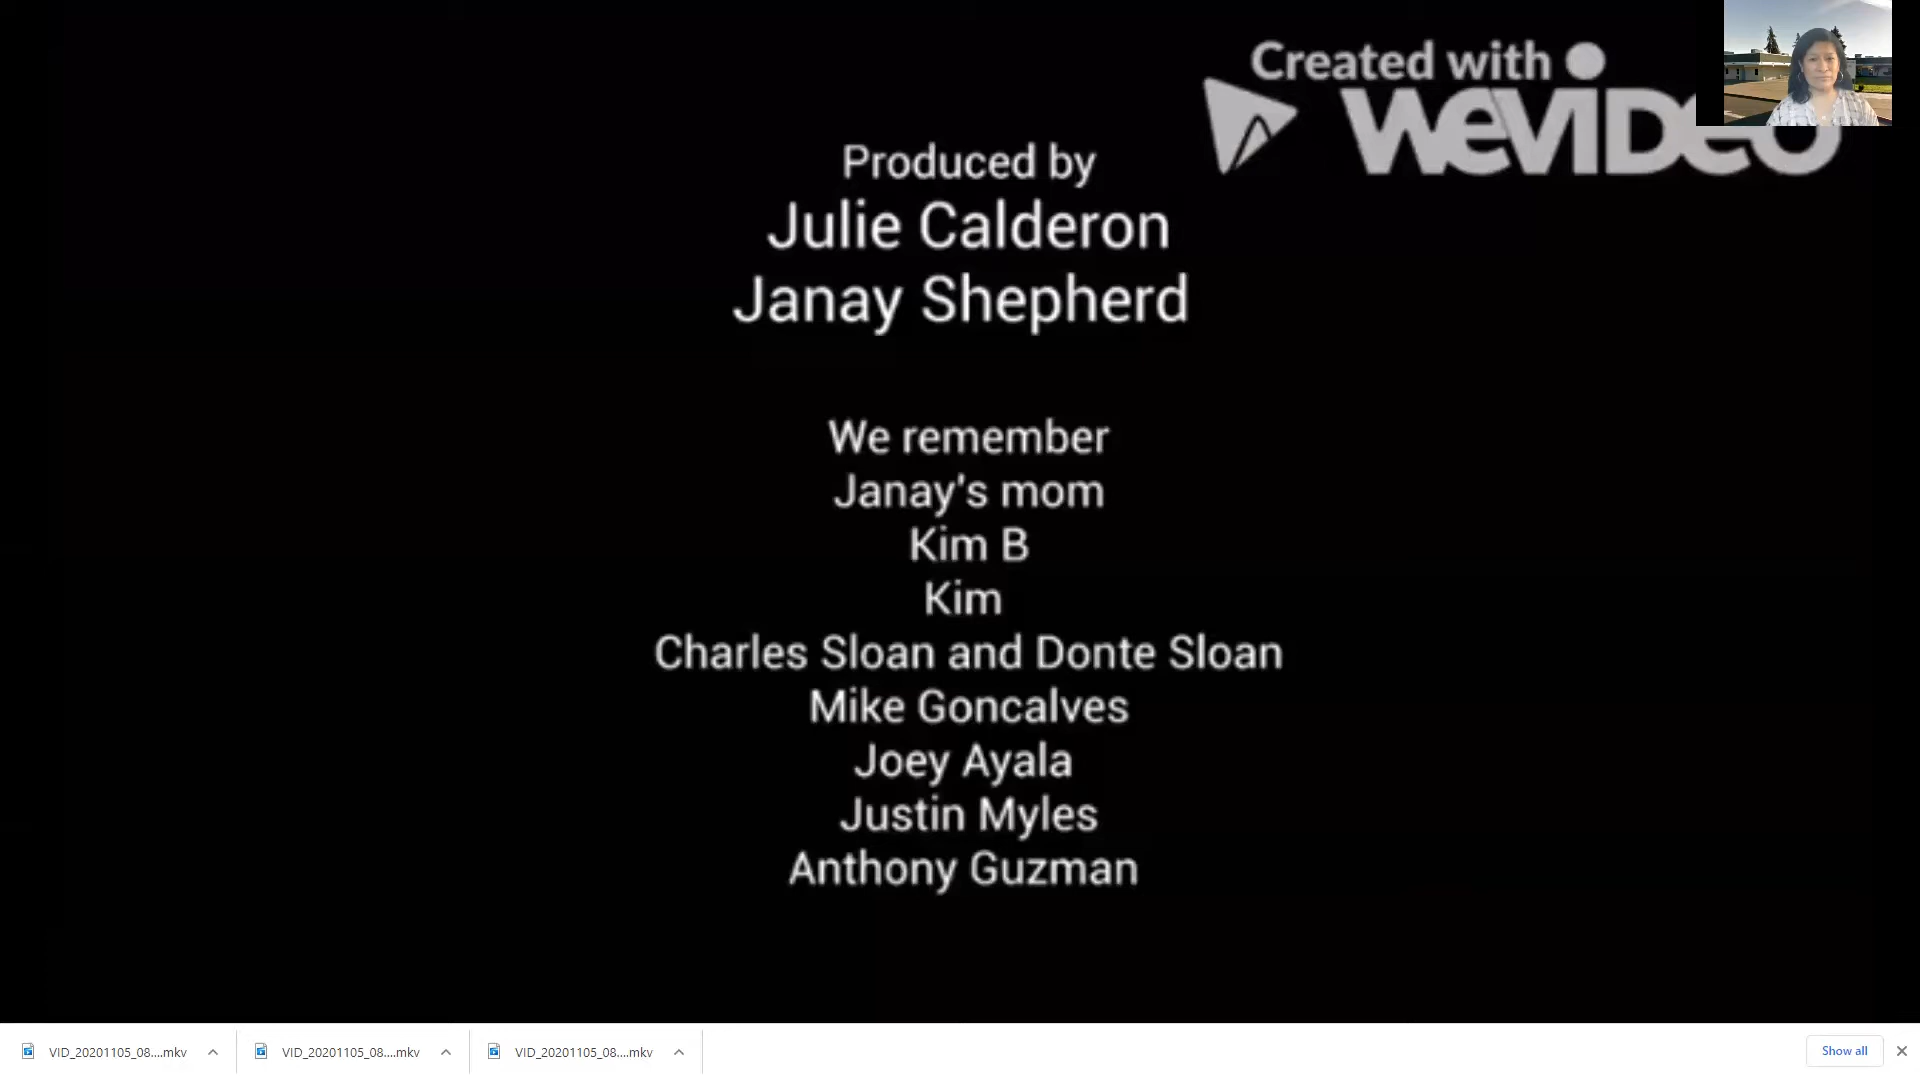 Created with
WEVIDEO
Produced by
Julie Calderon
Janay Shepherd
We remember
Janay's mom
Kim B
Kim
Charles Sloan and Donte Sloan
Mike Goncalves
Joey Ayala
Justin Myles
Anthony Guzman
VID_20201105_08....mkv
VID_20201105_08....mkv
VID_20201105_08....mkv
Show all